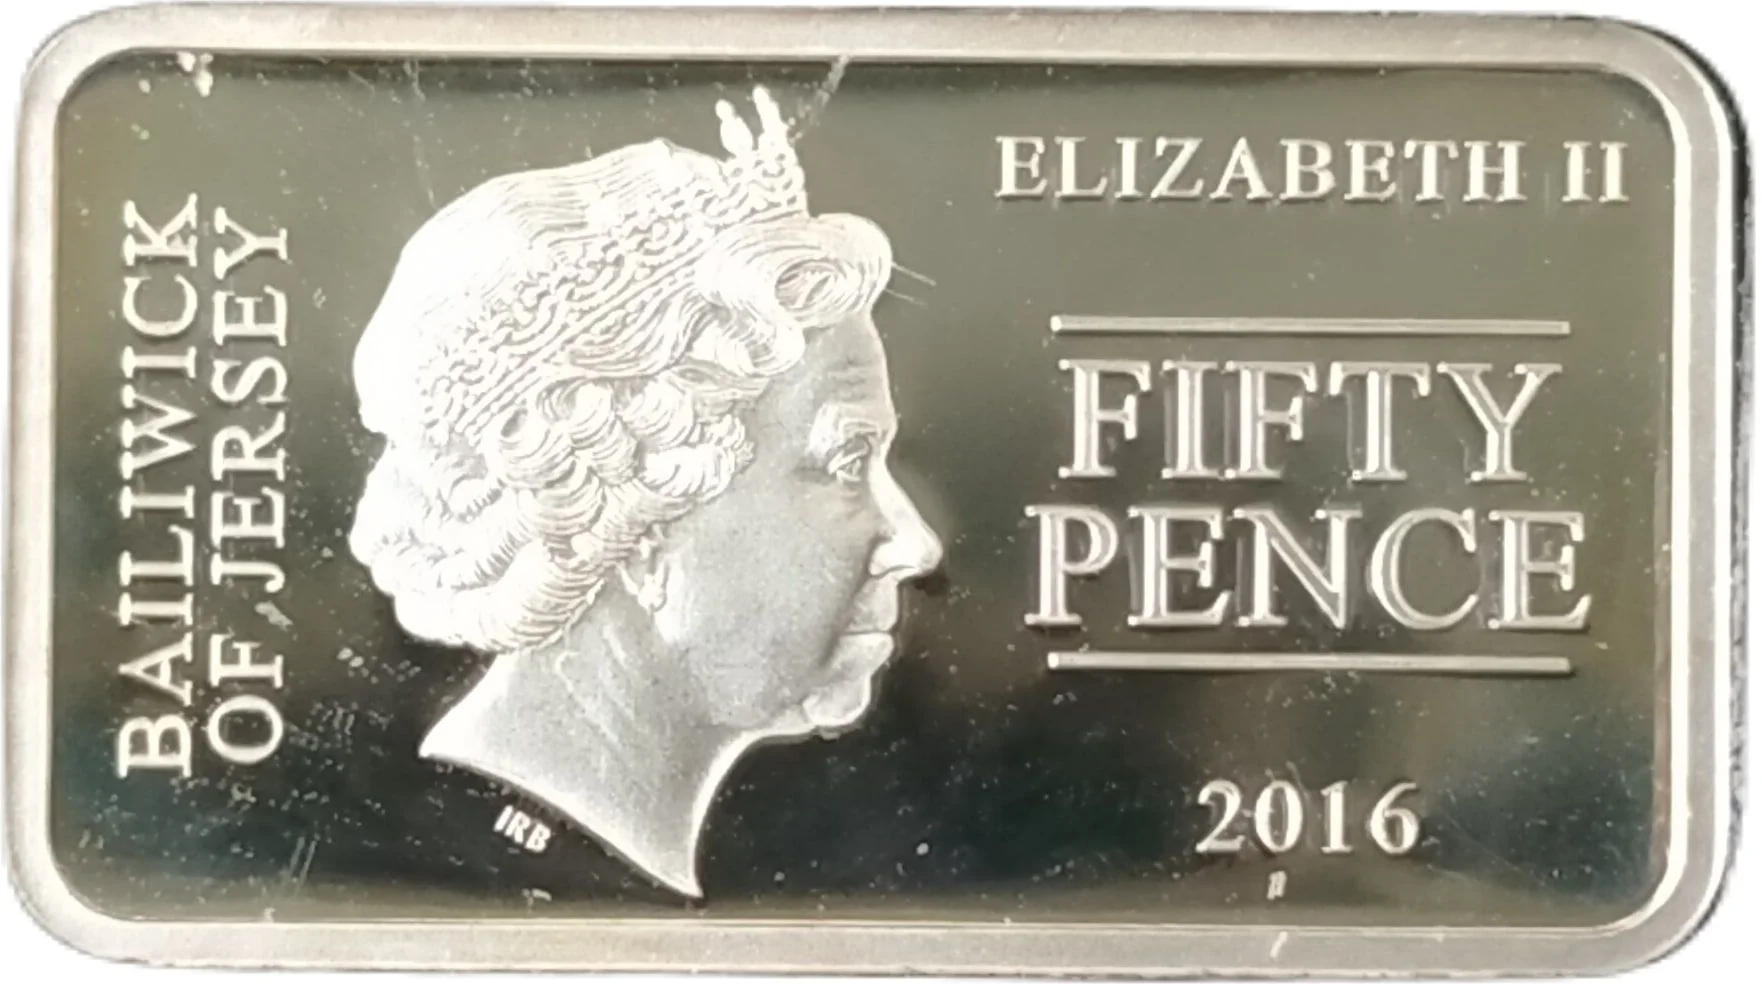 BAILIWICK
OF JERSEY
IRB
ELIZABETH II
FIFTY
PENCE
2016